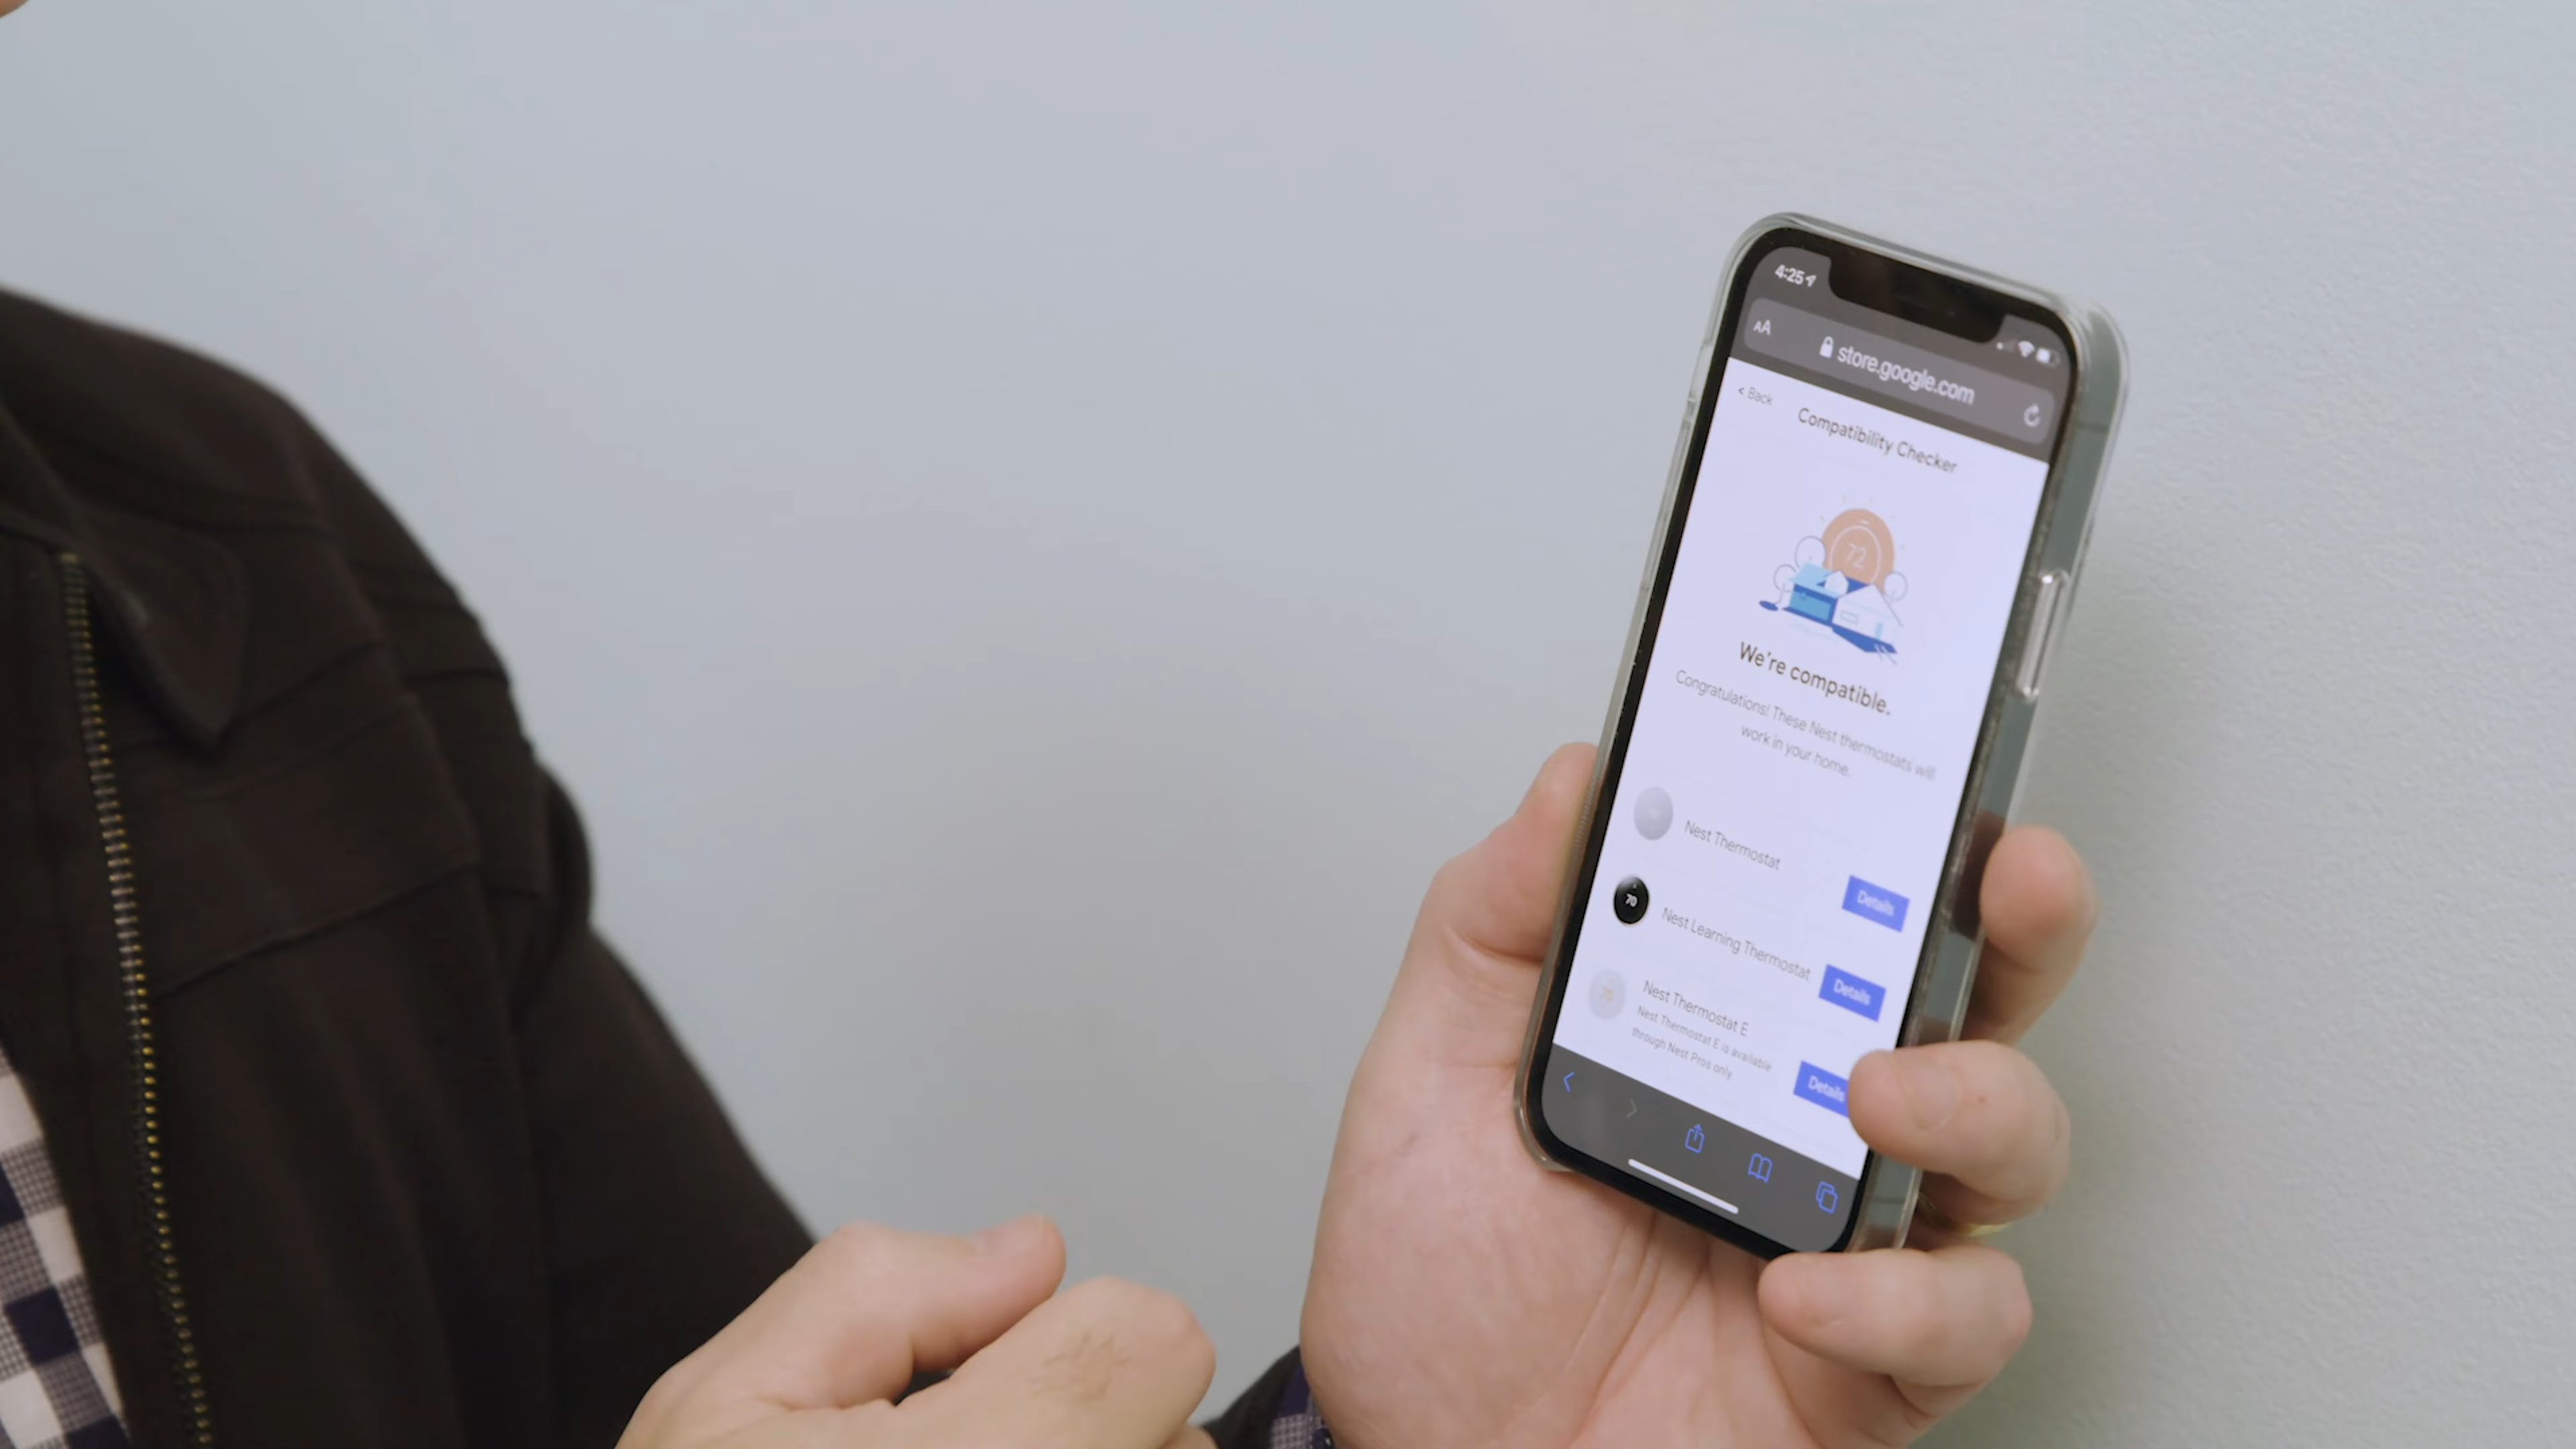 4:25
AA
store.google.com
< Back
Compatibility Checker
72
We're compatible.
Congratulations! These Nest thermostats will
work in your home.
Nest Thermostat
Details
70
Nest Learning Thermostat
Details
70
Nest Thermostat E
Nest Thermostat E is available
through Nest Pros only
Details